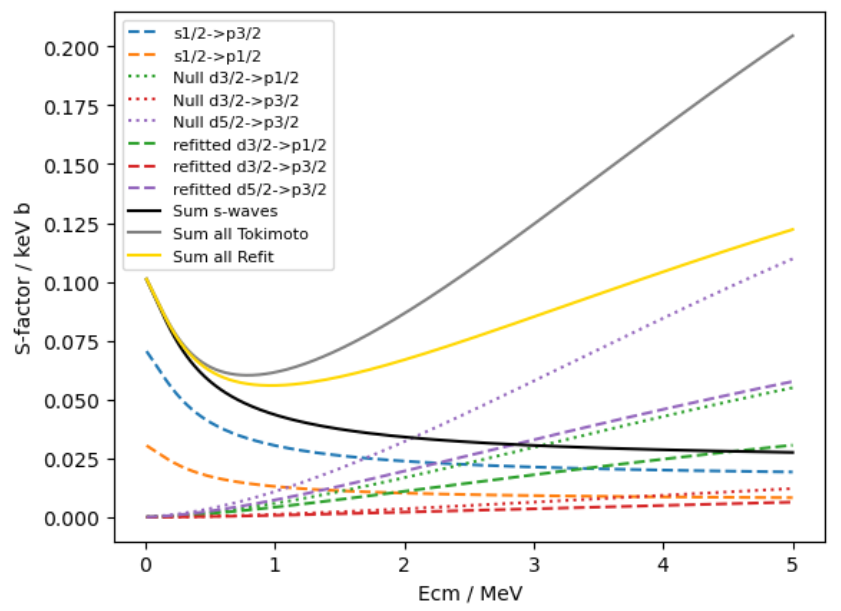 s1/2->p3/2
s1/2->p1/2
Null d3/2->p1/2
Null d3/2->p3/2
Null d5/2->p3/2
refitted d3/2->p1/2
refitted d3/2->p3/2
refitted d5/2->p3/2
Sum s-waves
Sum all Tokimoto
Sum all Refit
S-factor / keV b
0.200
0.175
0.150
0.125
0.100
0.075
0.050
0.025
0.000
0 1 2 3 4 5
Ecm / MeV